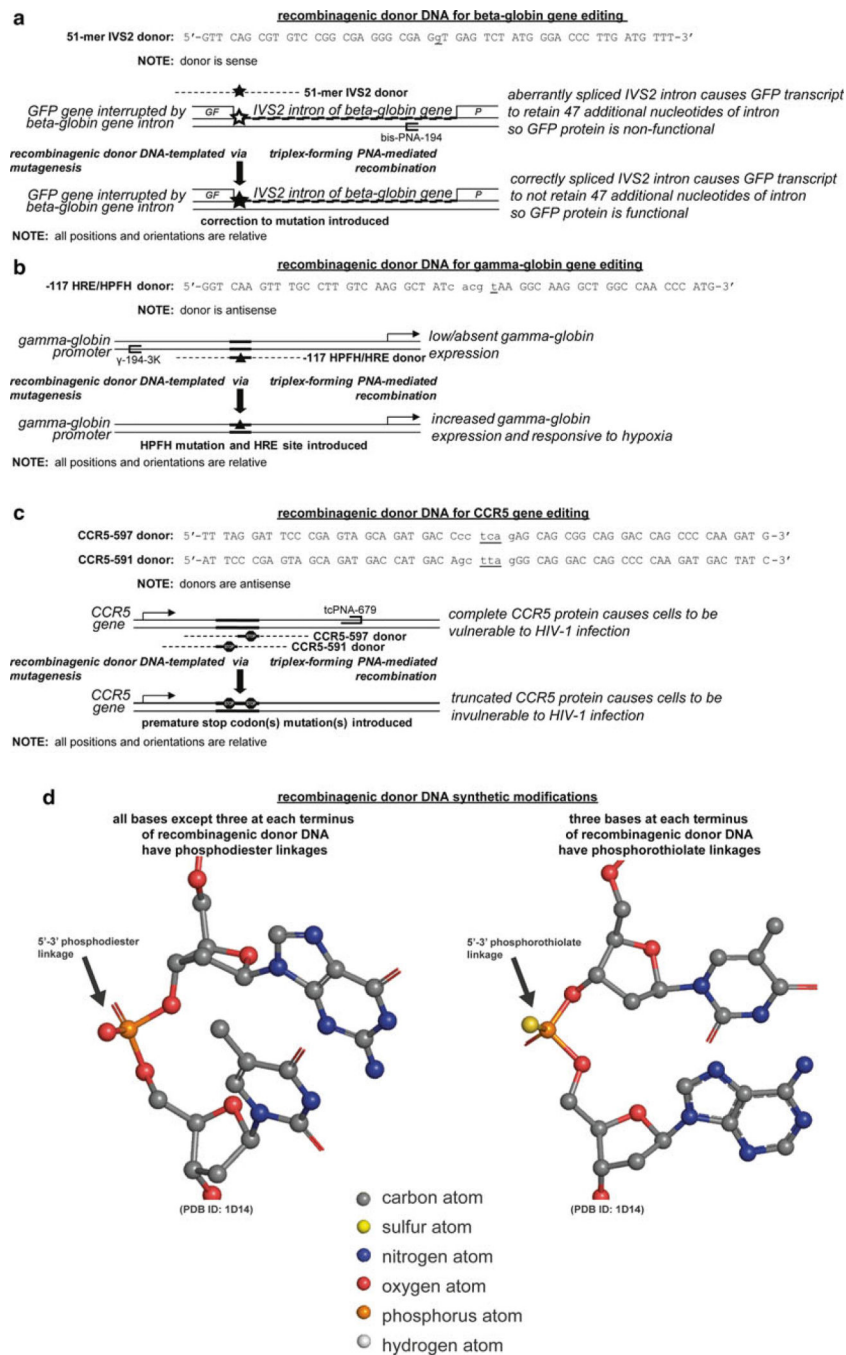 a
recombinagenic donor DNA for beta-globin gene editing
51-mer IVS2 donor: 5’-GTT CAG CGT GTC CGG CGA GGG CGA GgT GAG TCT ATG GGA CCC TTG ATG TTT-3’
NOTE: donor is sense
51-mer IVS2 donor
GFP gene interrupted by
beta-globin gene intron
GF
IVS2 intron of beta-globin gene
P
bis-PNA-194
aberrantly spliced IVS2 intron causes GFP transcript
to retain 47 additional nucleotides of intron
so GFP protein is non-functional
recombinagenic donor DNA-templated via triplex-forming PNA-mediated
mutagenesis recombination
GFP gene interrupted by
beta-globin gene intron
GF
IVS2 intron of beta-globin gene
P
correction to mutation introduced
correctly spliced IVS2 intron causes GFP transcript
to not retain 47 additional nucleotides of intron
so GFP protein is functional
NOTE: all positions and orientations are relative
b
recombinagenic donor DNA for gamma-globin gene editing
-117 HRE/HPFH donor: 5’-GGT CAA GTT TGC CTT GTC AAG GCT ATc acg tAA GGC AAG GCT GGC CAA CCC ATG-3’
NOTE: donor is antisense
gamma-globin
promoter
γ-194-3K
-117 HPFH/HRE donor
low/absent gamma-globin
expression
recombinagenic donor DNA-templated via triplex-forming PNA-mediated
mutagenesis recombination
gamma-globin
promoter
HPFH mutation and HRE site introduced
increased gamma-globin
expression and responsive to hypoxia
NOTE: all positions and orientations are relative
c
recombinagenic donor DNA for CCR5 gene editing
CCR5-597 donor: 5’-TT TAG GAT TCC CGA GTA GCA GAT GAC Ccc tca gAG CAG CGG CAG GAC CAG CCC CAA GAT G-3’
CCR5-591 donor: 5’-AT TCC CGA GTA GCA GAT GAC CAT GAC Agc tta gGG CAG GAC CAG CCC CAA GAT GAC TAT C-3’
NOTE: donors are antisense
CCR5
gene
tcPNA-679
CCR5-597 donor
CCR5-591 donor
complete CCR5 protein causes cells to be
vulnerable to HIV-1 infection
recombinagenic donor DNA-templated via triplex-forming PNA-mediated
mutagenesis recombination
CCR5
gene
premature stop codon(s) mutation(s) introduced
truncated CCR5 protein causes cells to be
invulnerable to HIV-1 infection
NOTE: all positions and orientations are relative
d
recombinagenic donor DNA synthetic modifications
all bases except three at each terminus
of recombinagenic donor DNA
have phosphodiester linkages
three bases at each terminus
of recombinagenic donor DNA
have phosphorothiolate linkages
5’-3’ phosphodiester
linkage
5’-3’ phosphorothiolate
linkage
(PDB ID: 1D14)
(PDB ID: 1D14)
carbon atom
sulfur atom
nitrogen atom
oxygen atom
phosphorus atom
hydrogen atom